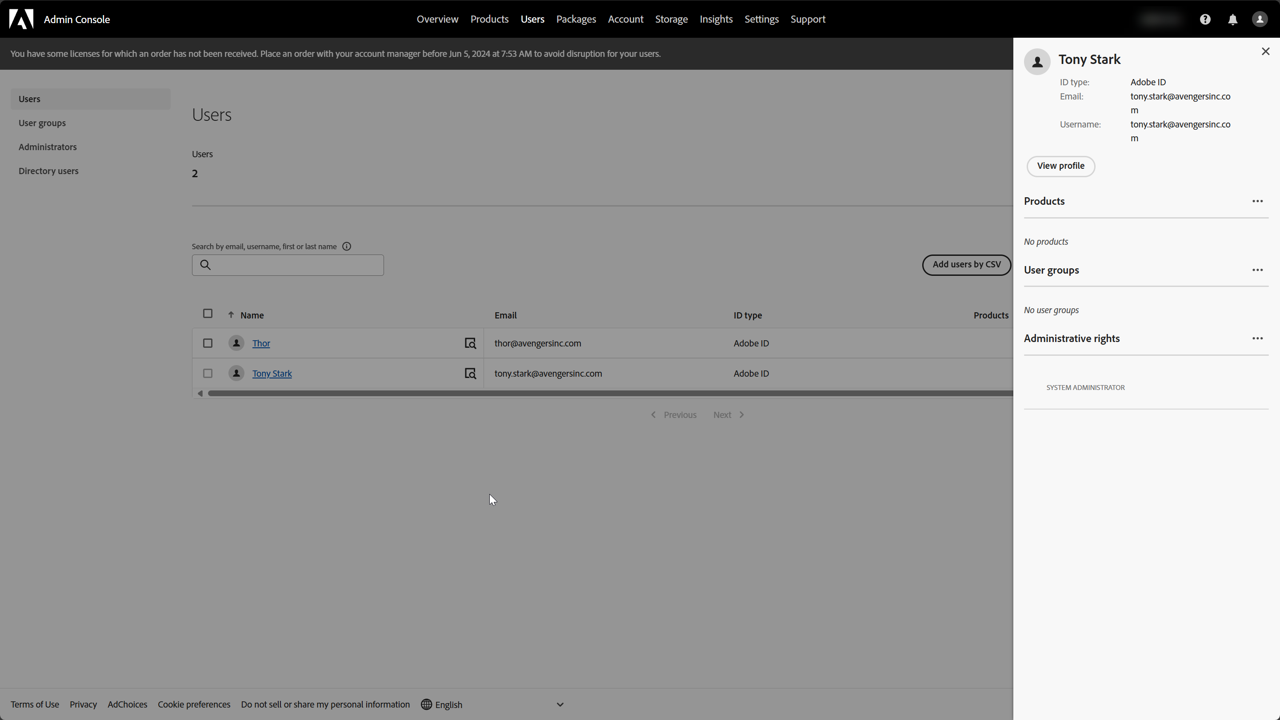 Admin Console
Overview Products Users Packages Account Storage Insights Settings Support
You have some licenses for which an order has not been received. Place an order with your account manager before Jun 5, 2024 at 7:53 AM to avoid disruption for your users.
Users
User groups
Administrators
Directory users
Users
Users
2
Search by email, username, first or last name
Add users by CSV
Name Email ID type Products
Thor thor@avengersinc.com Adobe ID
Tony Stark tony.stark@avengersinc.com Adobe ID
Previous Next
Tony Stark
ID type: Adobe ID
Email: tony.stark@avengersinc.co
m
Username: tony.stark@avengersinc.co
m
View profile
Products
No products
User groups
No user groups
Administrative rights
SYSTEM ADMINISTRATOR
Terms of Use Privacy AdChoices Cookie preferences Do not sell or share my personal information English